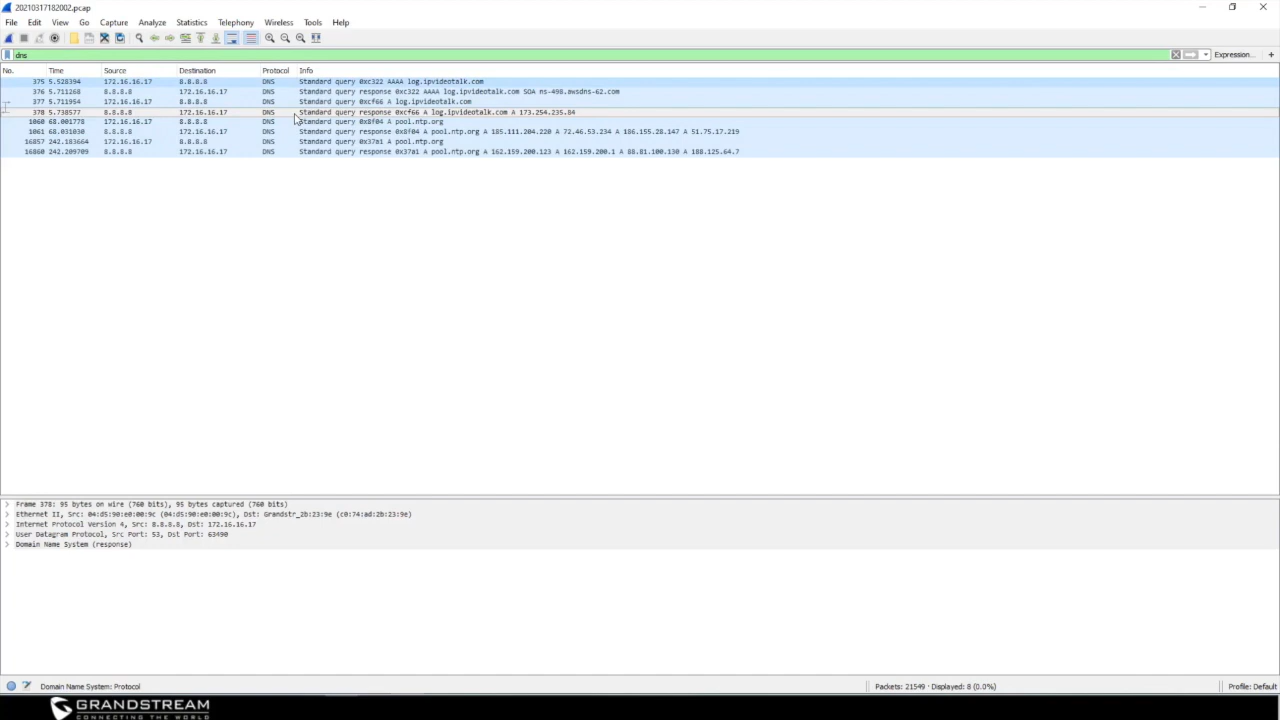 20210317182002.pcap
File Edit View Go Capture Analyze Statistics Telephony Wireless Tools Help
dns Expression... +
No. Time Source Destination Protocol Info
375 5.528394 172.16.16.17 8.8.8.8 DNS Standard query 0xc322 AAAA log.ipvideotalk.com
376 5.711268 8.8.8.8 172.16.16.17 DNS Standard query response 0xc322 AAAA log.ipvideotalk.com SOA ns-498.awsdns-62.com
377 5.711954 172.16.16.17 8.8.8.8 DNS Standard query 0xcf66 A log.ipvideotalk.com
378 5.738577 8.8.8.8 172.16.16.17 DNS Standard query response 0xcf66 A log.ipvideotalk.com A 173.254.235.84
1060 68.001778 172.16.16.17 8.8.8.8 DNS Standard query 0x8f04 A pool.ntp.org
1061 68.031030 8.8.8.8 172.16.16.17 DNS Standard query response 0x8f04 A pool.ntp.org A 185.111.204.220 A 72.46.53.234 A 186.155.28.147 A 51.75.17.219
16857 242.183664 172.16.16.17 8.8.8.8 DNS Standard query 0x37a1 A pool.ntp.org
16860 242.209709 8.8.8.8 172.16.16.17 DNS Standard query response 0x37a1 A pool.ntp.org A 162.159.200.123 A 162.159.200.1 A 88.81.100.130 A 188.125.64.7
Frame 378: 95 bytes on wire (760 bits), 95 bytes captured (760 bits)
Ethernet II, Src: 04:d5:90:e0:00:9c (04:d5:90:e0:00:9c), Dst: Grandstr_2b:23:9e (c0:74:ad:2b:23:9e)
Internet Protocol Version 4, Src: 8.8.8.8, Dst: 172.16.16.17
User Datagram Protocol, Src Port: 53, Dst Port: 63490
Domain Name System (response)
Domain Name System: Protocol Packets: 21549 · Displayed: 8 (0.0%) Profile: Default
GRANDSTREAM
CONNECTING THE WORLD